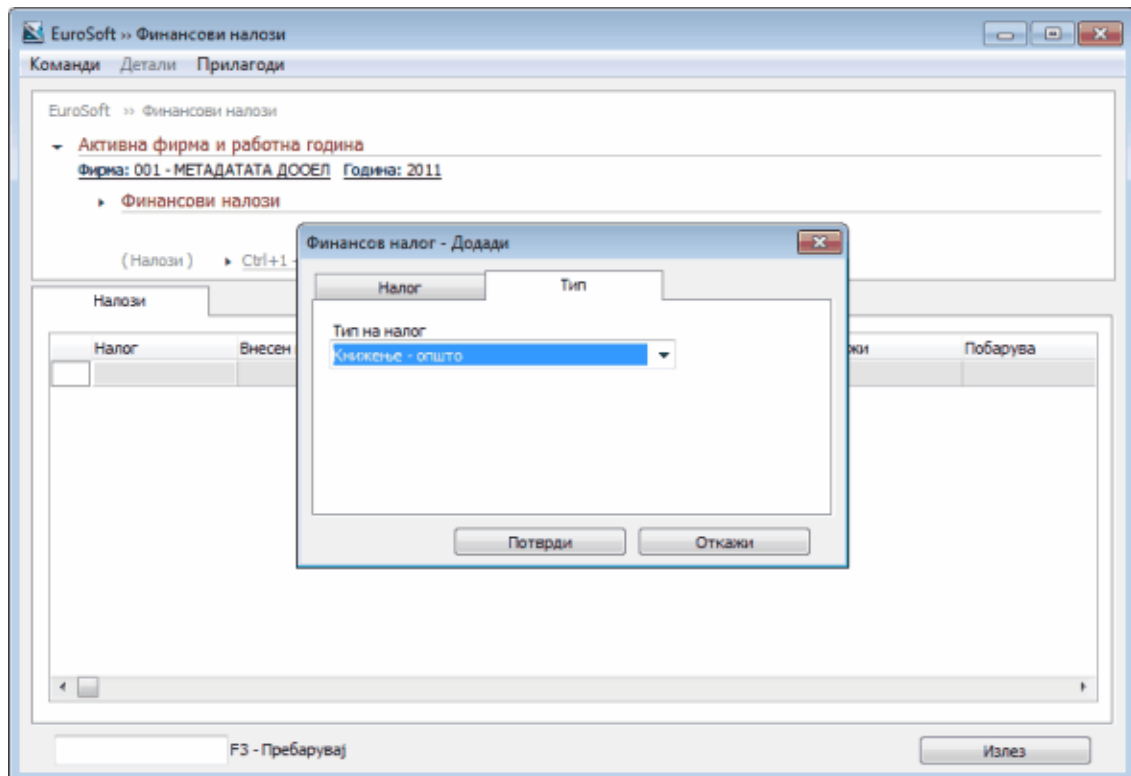 EuroSoft » Финансови налози
Команди Детали Прилагоди
EuroSoft » Финансови налози
Активна фирма и работна година
Фирма: 001 - МЕТАДАТАТА ДООЕЛ Година: 2011
Финансови налози
(Налози) Ctrl+1 -
Налози
Налог Внесен жи Побарува
Финансов налог - Додади
Налог Тип
Тип на налог
Книжење - општо
Потврди Откажи
F3 - Пребарувај Излез